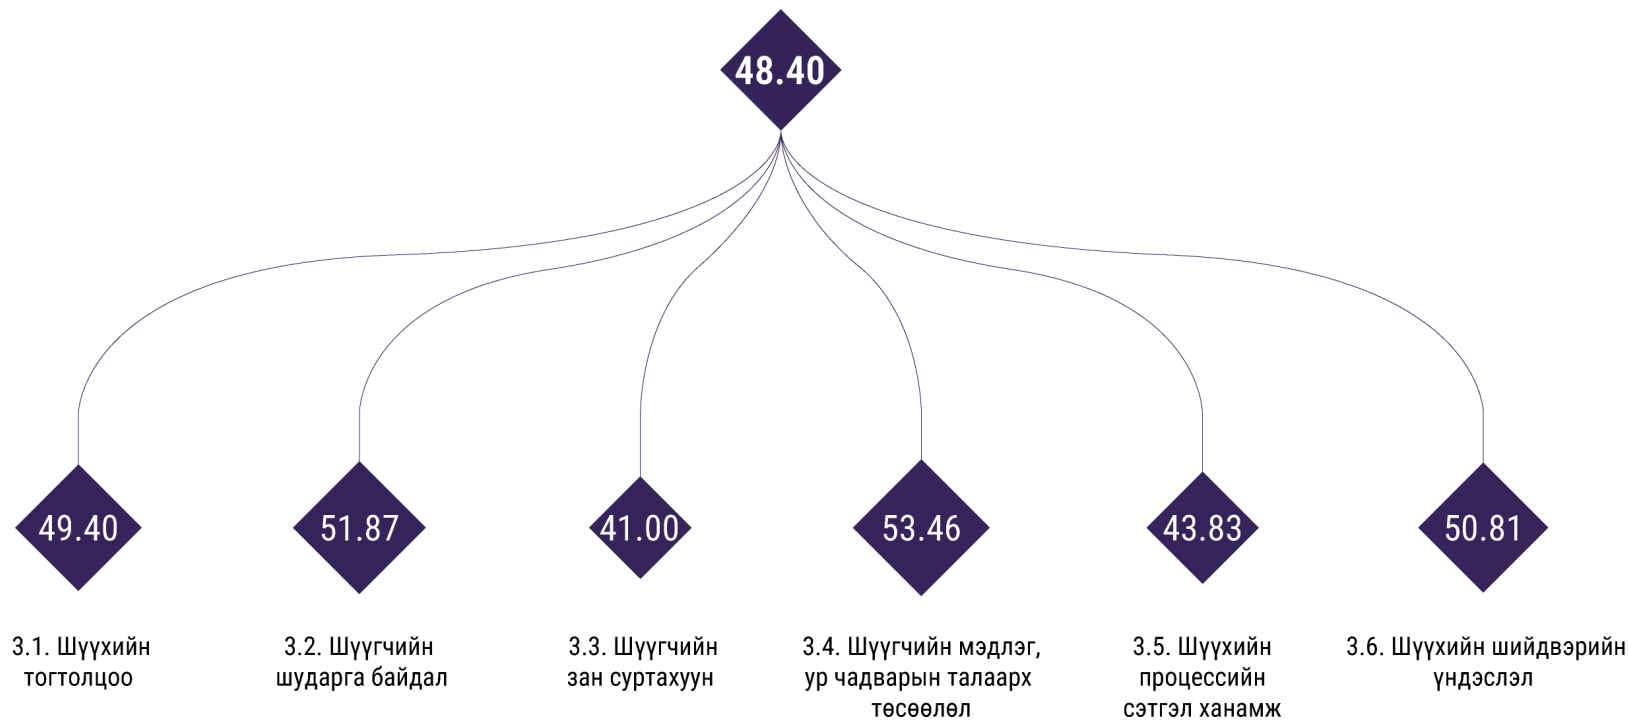 48.40
49.40
51.87
41.00
53.46
43.83
50.81
3.1. Шүүхийн
тогтолцоо
3.2. Шүүгчийн
шударга байдал
3.3. Шүүгчийн
зан суртахуун
3.4. Шүүгчийн мэдлэг,
ур чадварын талаарх
төсөөлөл
3.5. Шүүхийн
процессийн
сэтгэл ханамж
3.6. Шүүхийн шийдвэрийн
үндэслэл